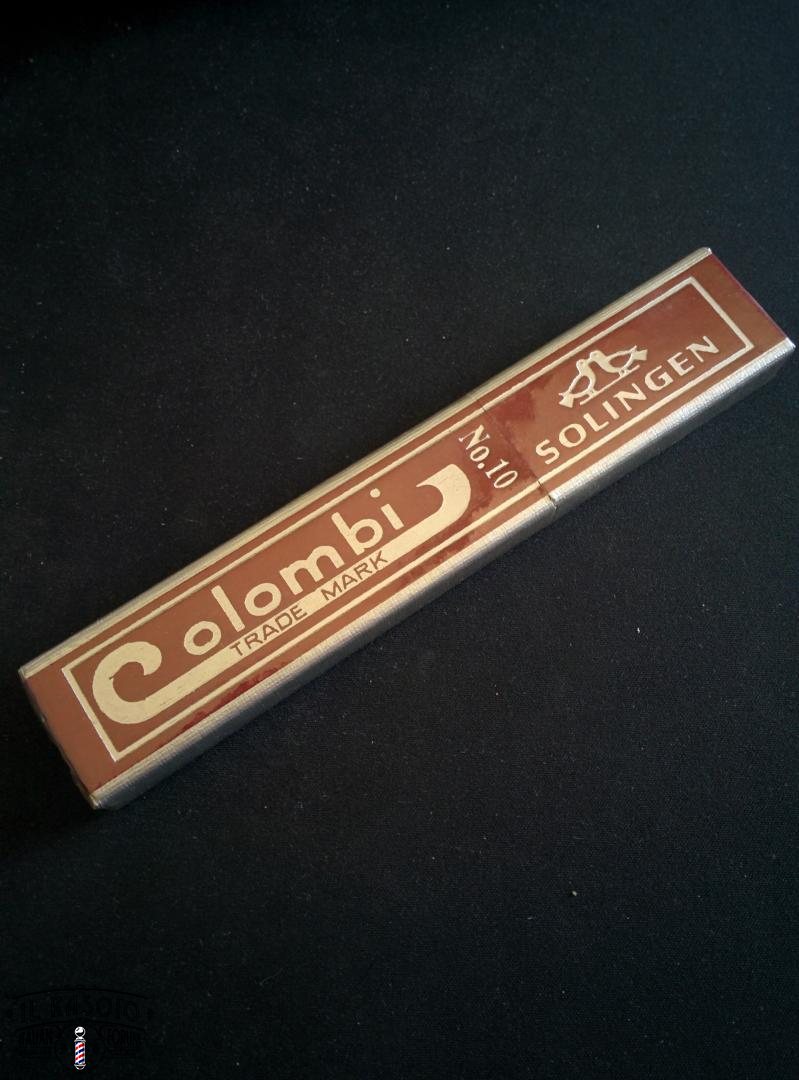 Colombi
TRADE MARK
No.10
SOLINGEN